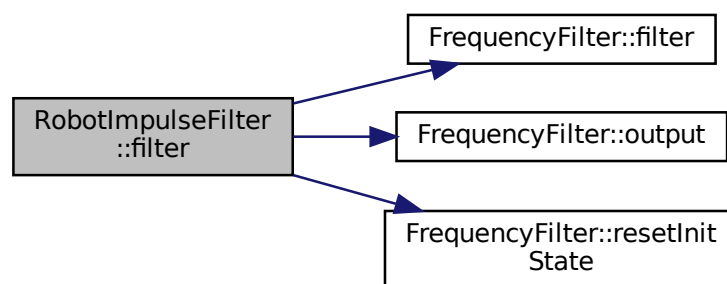 RobotImpulseFilter
::filter
FrequencyFilter::filter
FrequencyFilter::output
FrequencyFilter::resetInit
State